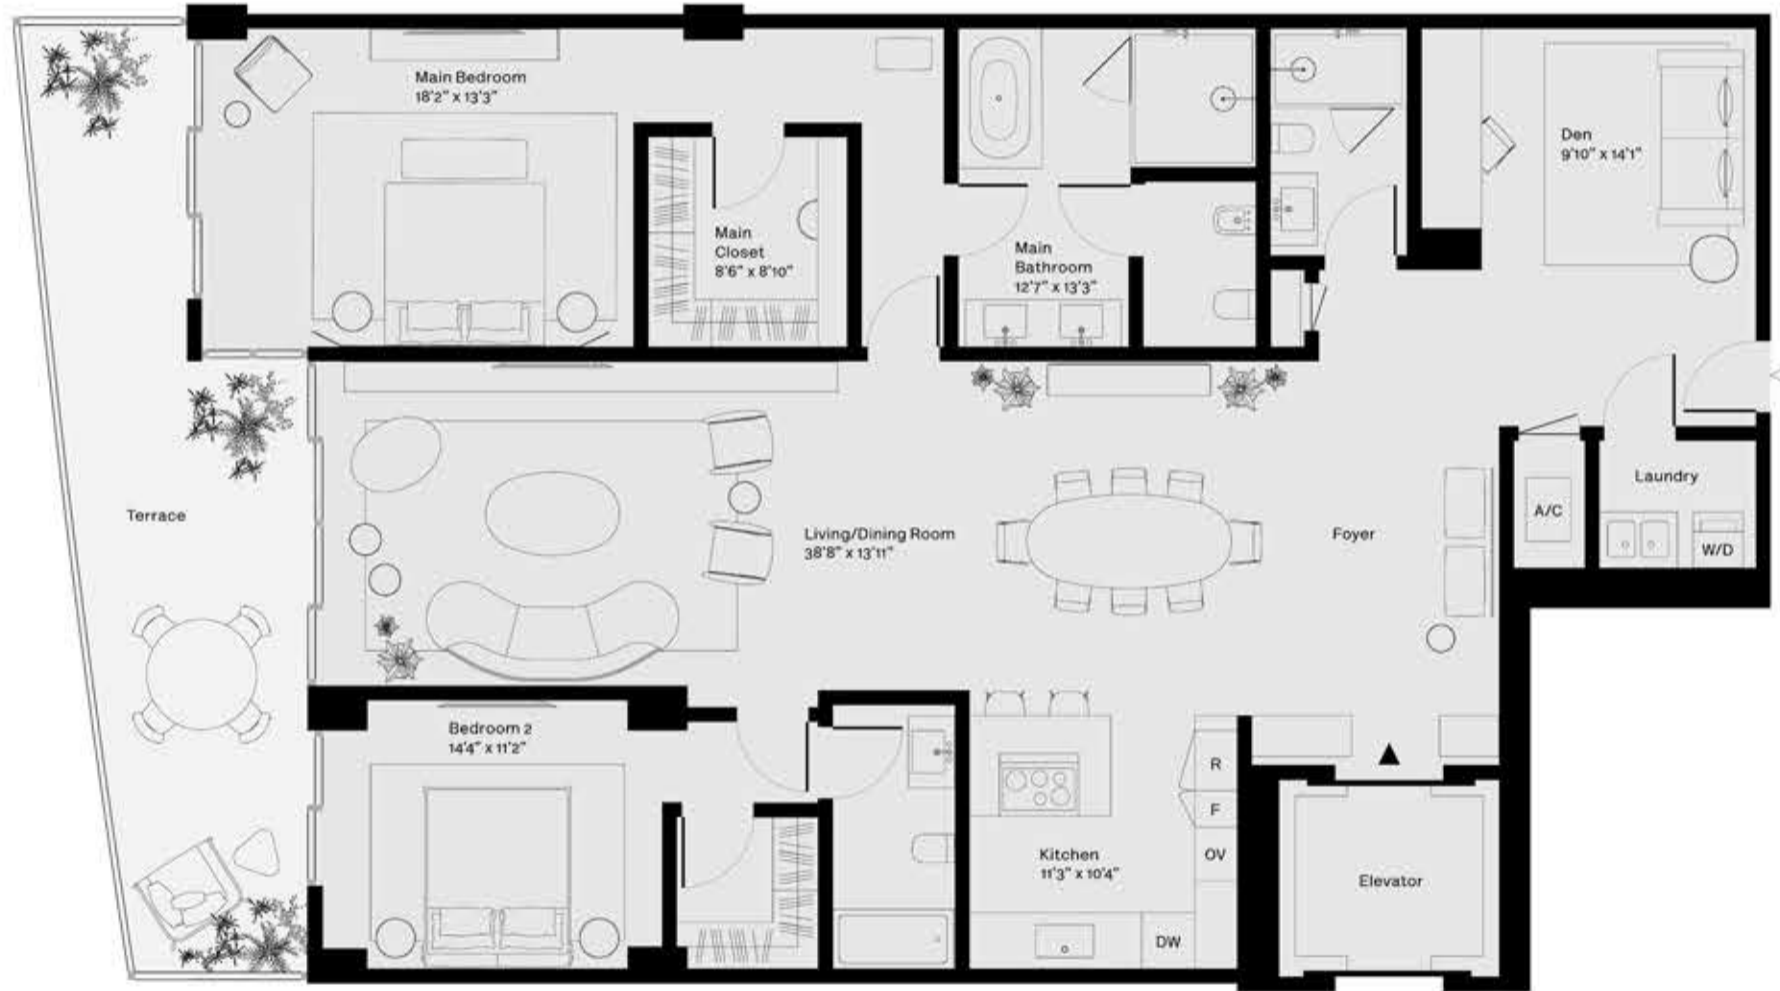 Main Bedroom
18'2" x 13'3"
Den
9'10" x 14'1"
Main
Closet
8'6" x 8'10"
Main
Bathroom
12'7" x 13'3"
Terrace
Living/Dining Room
38'8" x 13'11"
Foyer
A/C
Laundry
W/D
Bedroom 2
14'4" x 11'2"
R
F
OV
Kitchen
11'3" x 10'4"
DW
Elevator